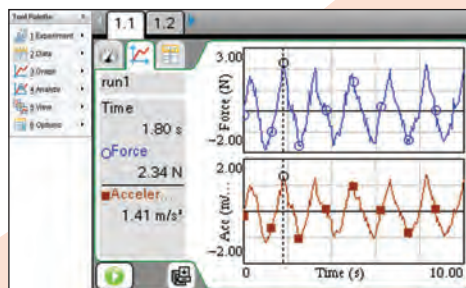 Tool Palette
1 Experiment
2 Data
3 Graph
4 Analyze
5 View
6 Options
1.1
1.2
run1
Time
1.80 s
Force
2.34 N
Acceler...
1.41 m/s²
3.00
Force (N)
-2.00
2.00
Acc (m/...
-2.00
0
Time (s)
10.00